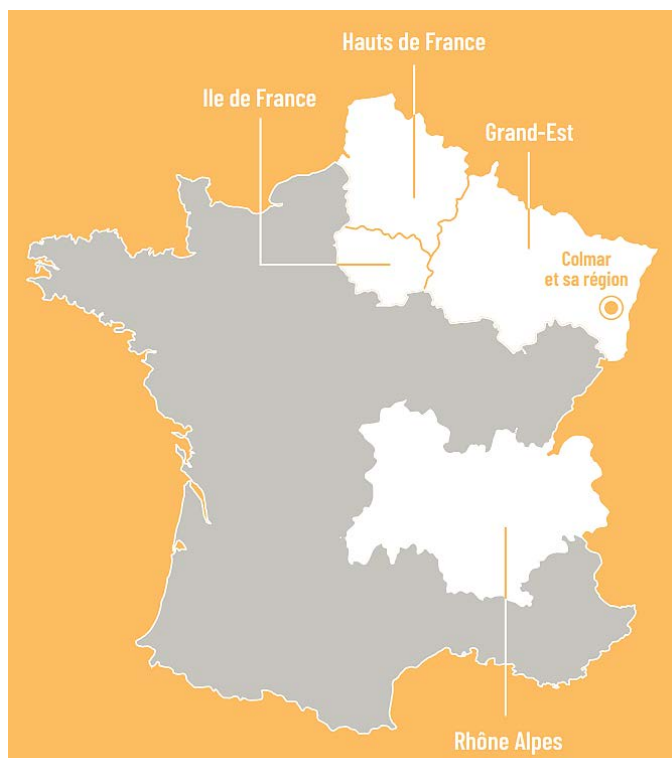 Hauts de France
Ile de France
Grand-Est
Colmar
et sa région
Rhône Alpes